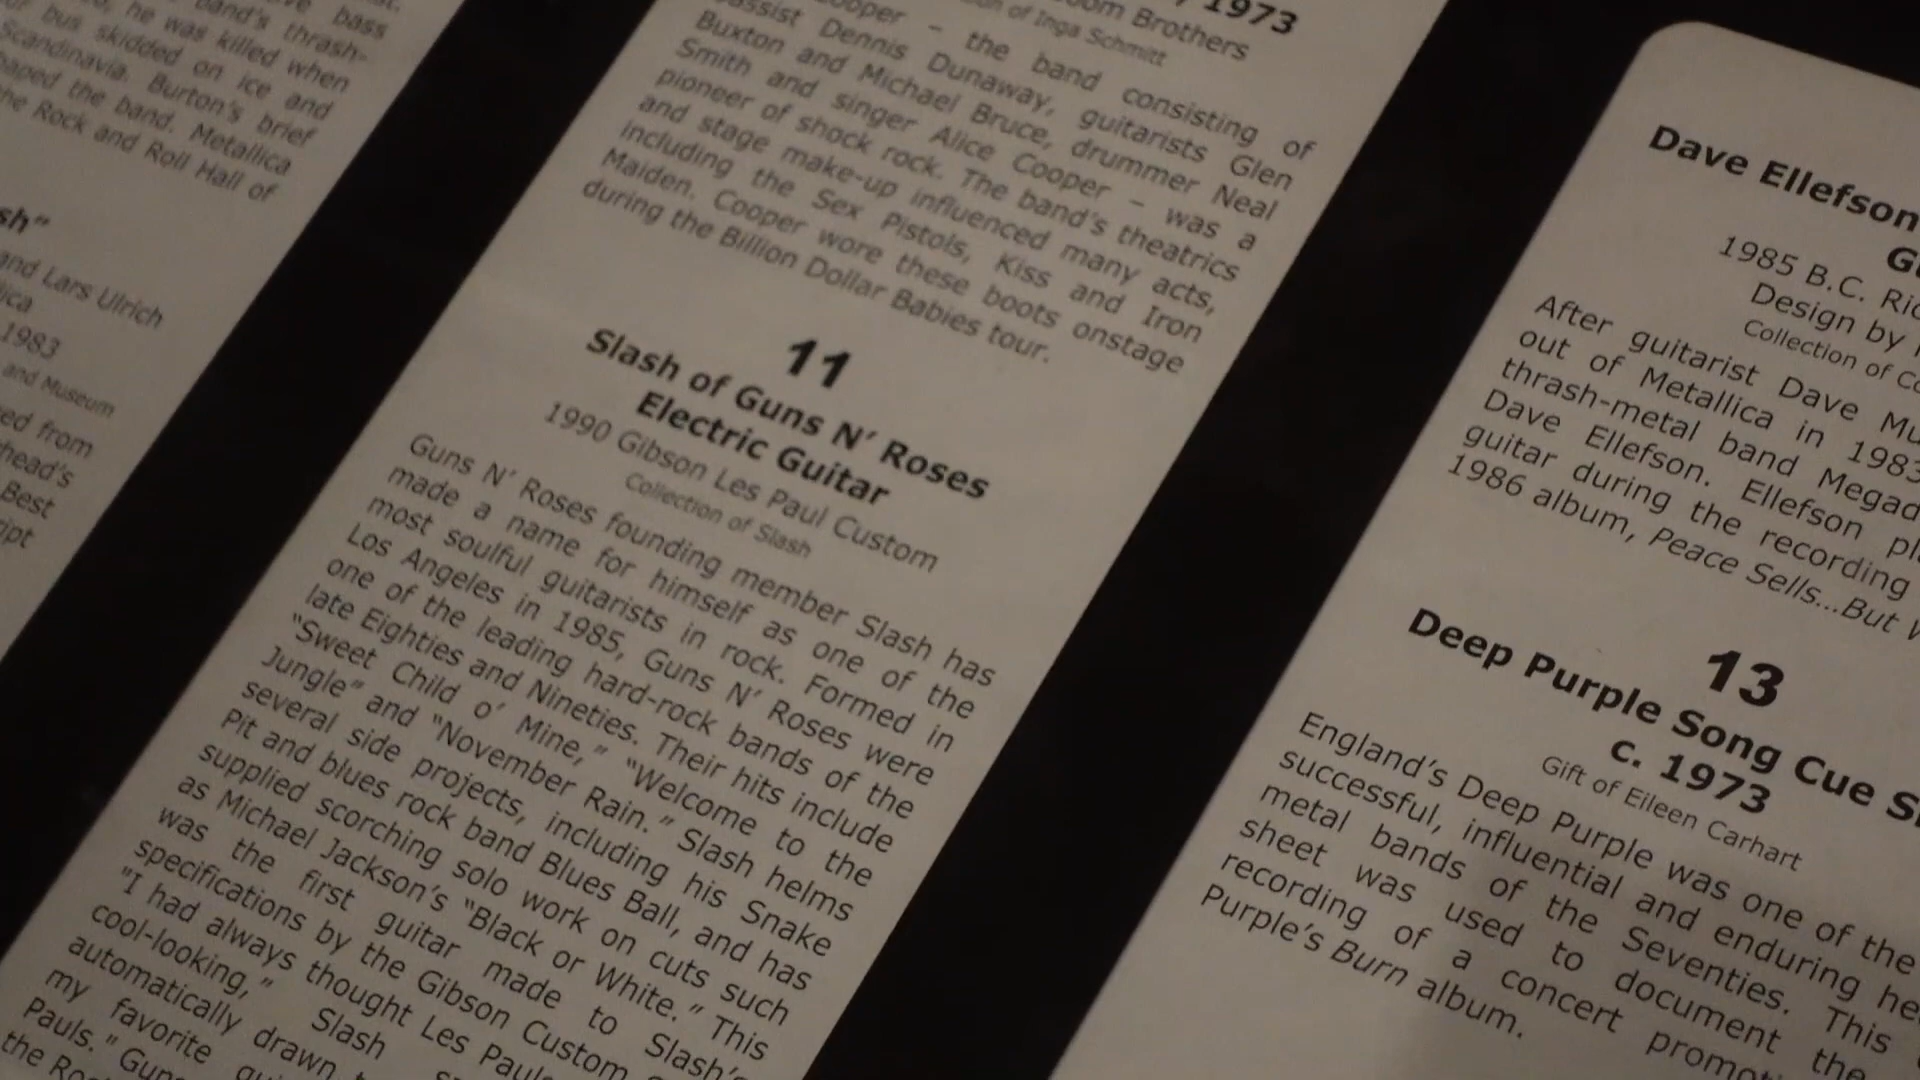 bass
band's thrash-
he was killed when
bus skidded on ice and
Scandinavia. Burton's brief
the band. Metallica
the Rock and Roll Hall of
and Lars Ulrich
1983
and Museum
from
Best
1973
Brothers
of Inga Schmitt
Cooper – the band consisting of
Dennis Dunaway, guitarists Glen
Buxton and Michael Bruce, drummer Neal
Smith and singer Alice Cooper – was a
pioneer of shock rock. The band's theatrics
and stage make-up influenced many acts,
including the Sex Pistols, Kiss and Iron
Maiden. Cooper wore these boots onstage
during the Billion Dollar Babies tour.
11
Slash of Guns N' Roses
Electric Guitar
1990 Gibson Les Paul Custom
Collection of Slash
Guns N' Roses founding member Slash has
made a name for himself as one of the
most soulful guitarists in rock. Formed in
Los Angeles in 1985, Guns N' Roses were
one of the leading hard-rock bands of the
late Eighties and Nineties. Their hits include
"Sweet Child o' Mine," "Welcome to the
Jungle" and "November Rain." Slash helms
several side projects, including his Snake
Pit and blues rock band Blues Ball, and has
supplied scorching solo work on cuts such
as Michael Jackson's "Black or White." This
was the first guitar made to Slash's
specifications by the Gibson Custom
"I had always thought Les Pauls
cool-looking," Slash
automatically drawn
my favorite
Pauls." Guns
the
Dave Ellefson
1985 B.C.
Design by
Collection of
After guitarist Dave
out of Metallica in 1983
thrash-metal band
Dave Ellefson. Ellefson
guitar during the recording
1986 album, Peace Sells...But
13
Deep Purple Song Cue
c. 1973
Gift of Eileen Carhart
England's Deep Purple was one of the
successful, influential and enduring
metal bands of the Seventies. This
sheet was used to document the
recording of a concert
Purple's Burn album.